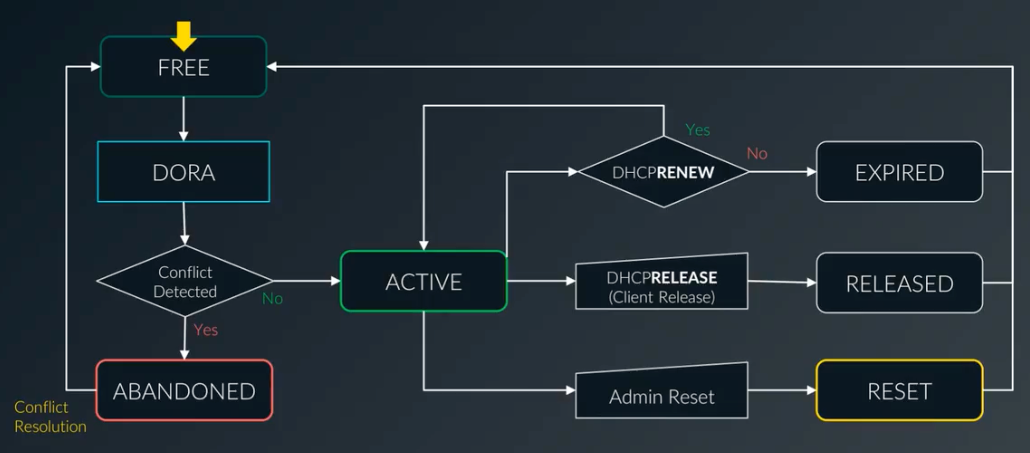 FREE
DORA
Conflict
Detected
No
Yes
ABANDONED
Conflict
Resolution
ACTIVE
DHCPRENEW
Yes
No
EXPIRED
DHCPRELEASE
(Client Release)
RELEASED
Admin Reset
RESET